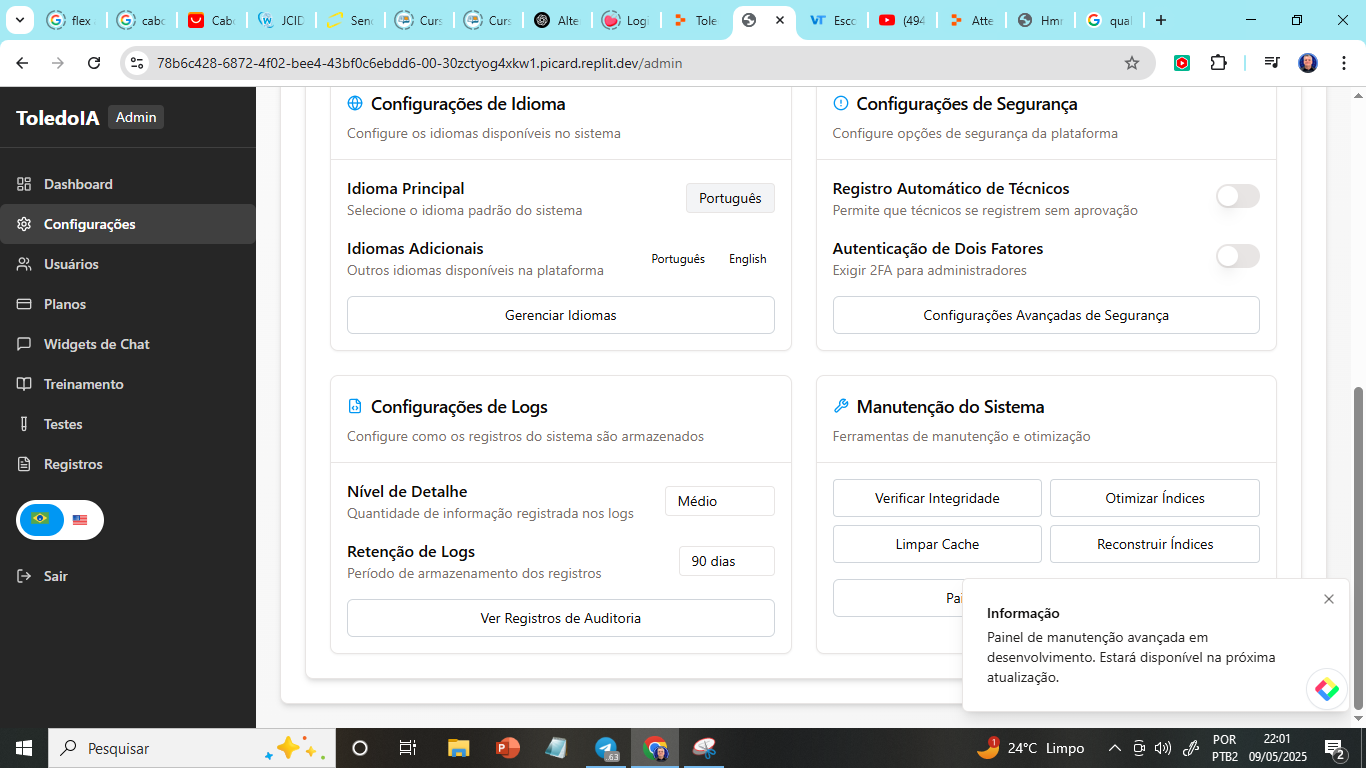 flex
cabc
Cabc
JCID
Senc
Curs
Curs
Alte
Logi
Tole
VT Esco
(494
Atte
Hmi
qual
78b6c428-6872-4f02-bee4-43bf0c6ebdd6-00-30zctyog4xkw1.picard.replit.dev/admin
ToledoIA Admin
Dashboard
Configurações
Usuários
Planos
Widgets de Chat
Treinamento
Testes
Registros
Sair
Configurações de Idioma
Configure os idiomas disponíveis no sistema
Idioma Principal
Selecione o idioma padrão do sistema
Português
Idiomas Adicionais
Outros idiomas disponíveis na plataforma
Português English
Gerenciar Idiomas
Configurações de Segurança
Configure opções de segurança da plataforma
Registro Automático de Técnicos
Permite que técnicos se registrem sem aprovação
Autenticação de Dois Fatores
Exigir 2FA para administradores
Configurações Avançadas de Segurança
Configurações de Logs
Configure como os registros do sistema são armazenados
Nível de Detalhe
Quantidade de informação registrada nos logs
Médio
Retenção de Logs
Período de armazenamento dos registros
90 dias
Ver Registros de Auditoria
Manutenção do Sistema
Ferramentas de manutenção e otimização
Verificar Integridade Otimizar Índices
Limpar Cache Reconstruir Índices
Pai
Informação
Painel de manutenção avançada em
desenvolvimento. Estará disponível na próxima
atualização.
Pesquisar
.63
1
24°C Limpo
POR
PTB2
22:01
09/05/2025
2